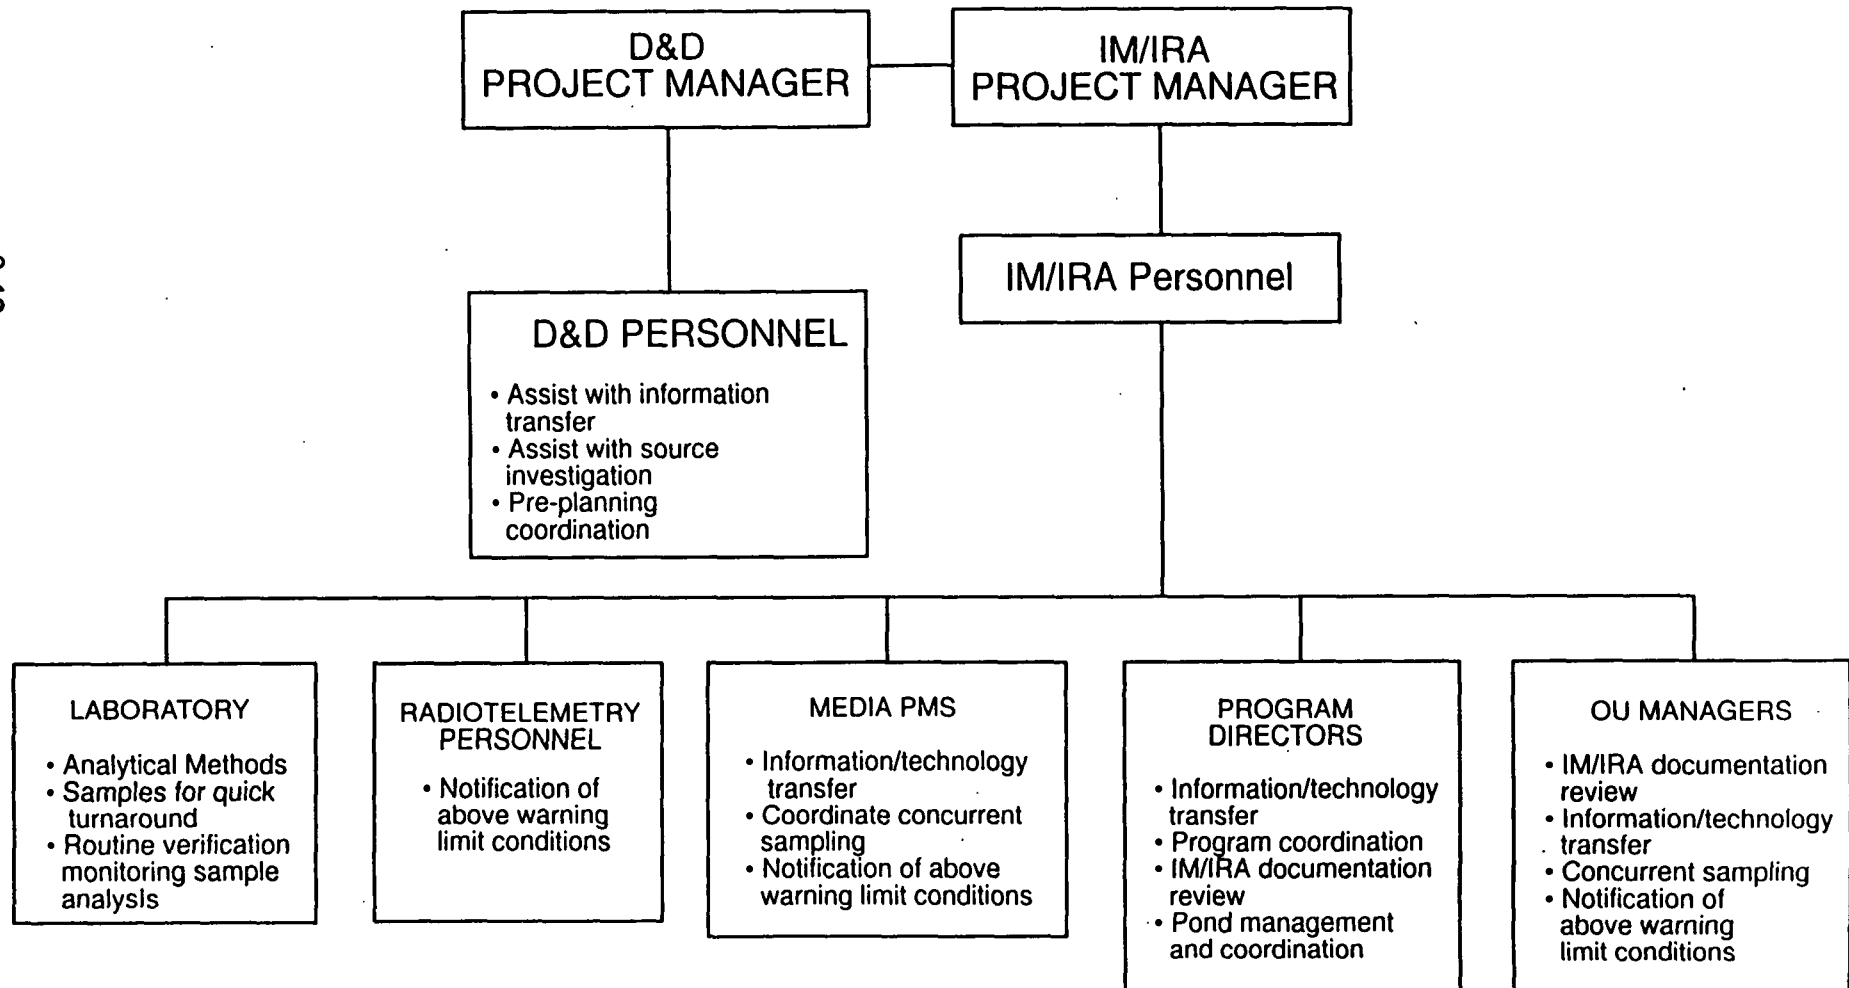 D&D
PROJECT MANAGER
IM/IRA
PROJECT MANAGER
IM/IRA Personnel
D&D PERSONNEL
• Assist with information
transfer
• Assist with source
investigation
• Pre-planning
coordination
LABORATORY
• Analytical Methods
• Samples for quick
turnaround
• Routine verification
monitoring sample
analysis
RADIOTELEMETRY
PERSONNEL
• Notification of
above warning
limit conditions
MEDIA PMS
• Information/technology
transfer
• Coordinate concurrent
sampling
• Notification of above
warning limit conditions
PROGRAM
DIRECTORS
• Information/technology
transfer
• Program coordination
• IM/IRA documentation
review
• Pond management
and coordination
OU MANAGERS
• IM/IRA documentation
review
• Information/technology
transfer
• Concurrent sampling
• Notification of
above warning
limit conditions